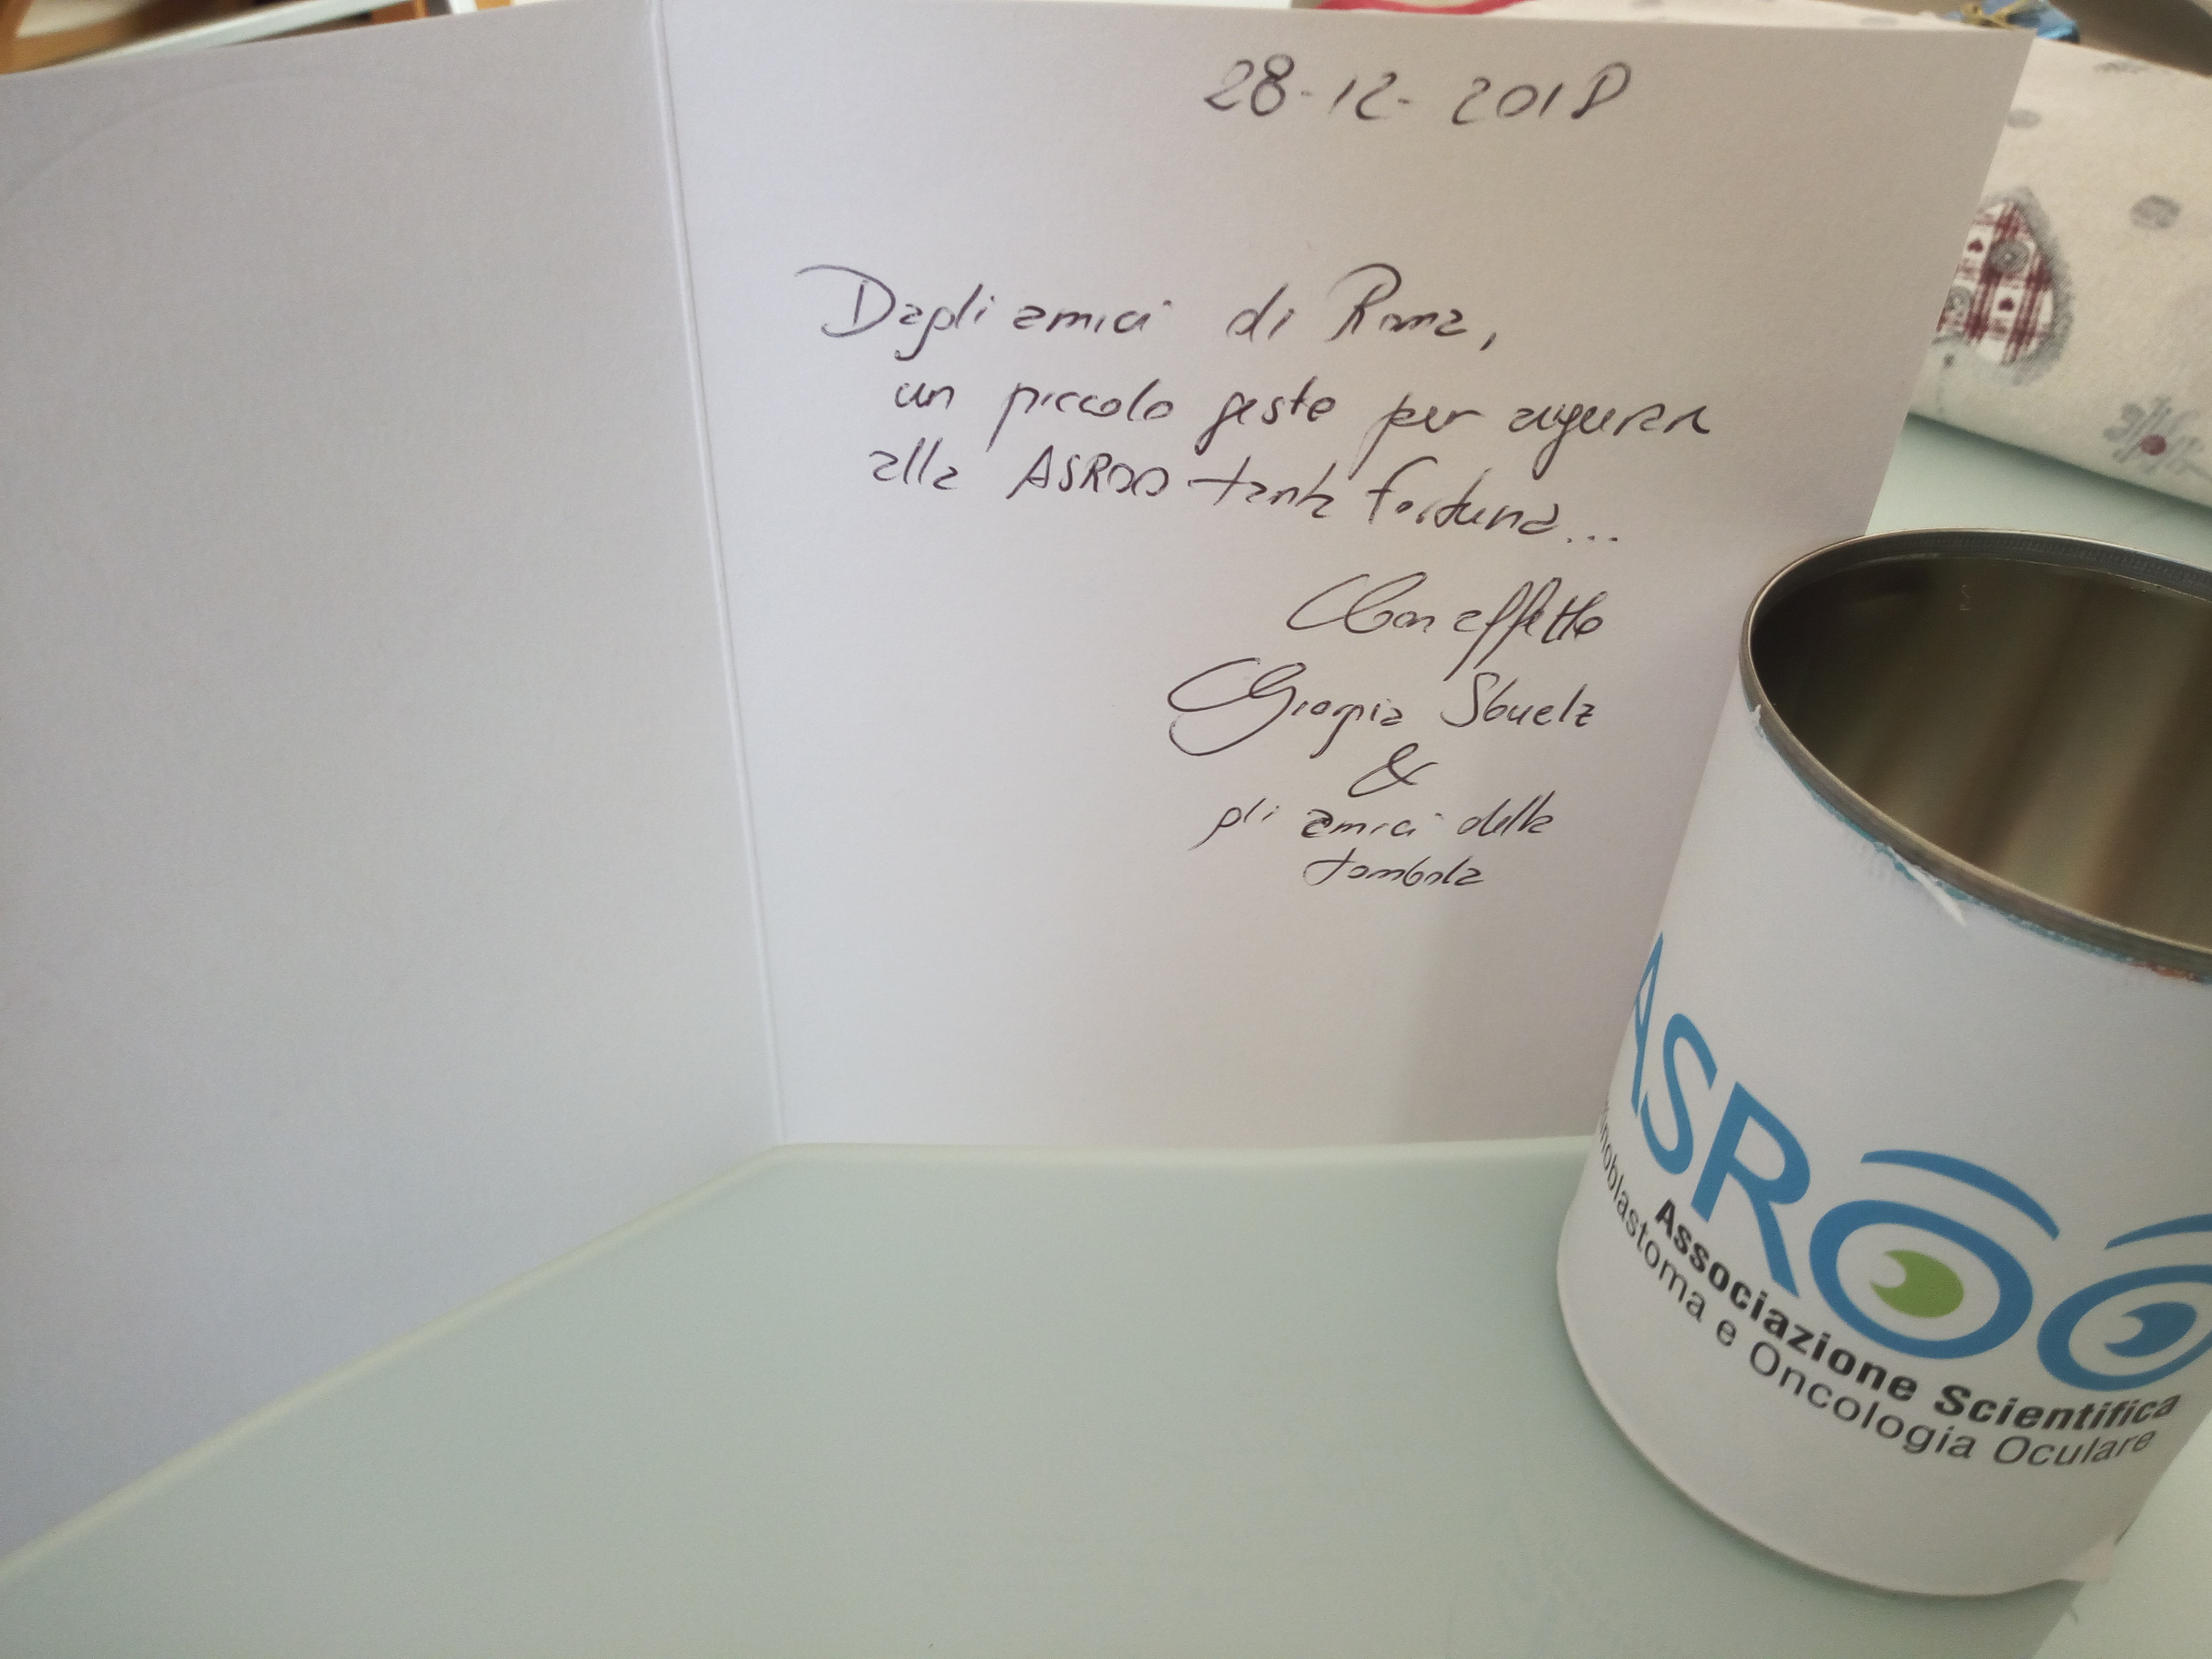 28-12-2018
Dagli amici di Roma,
un piccolo gesto per augurare
alla ASROO tanta fortuna...
Con affetto
Giorgia Sbuelz
&
gli amici della
tombola
ASROO
Associazione Scientifica
inoblastoma e Oncologia Oculare